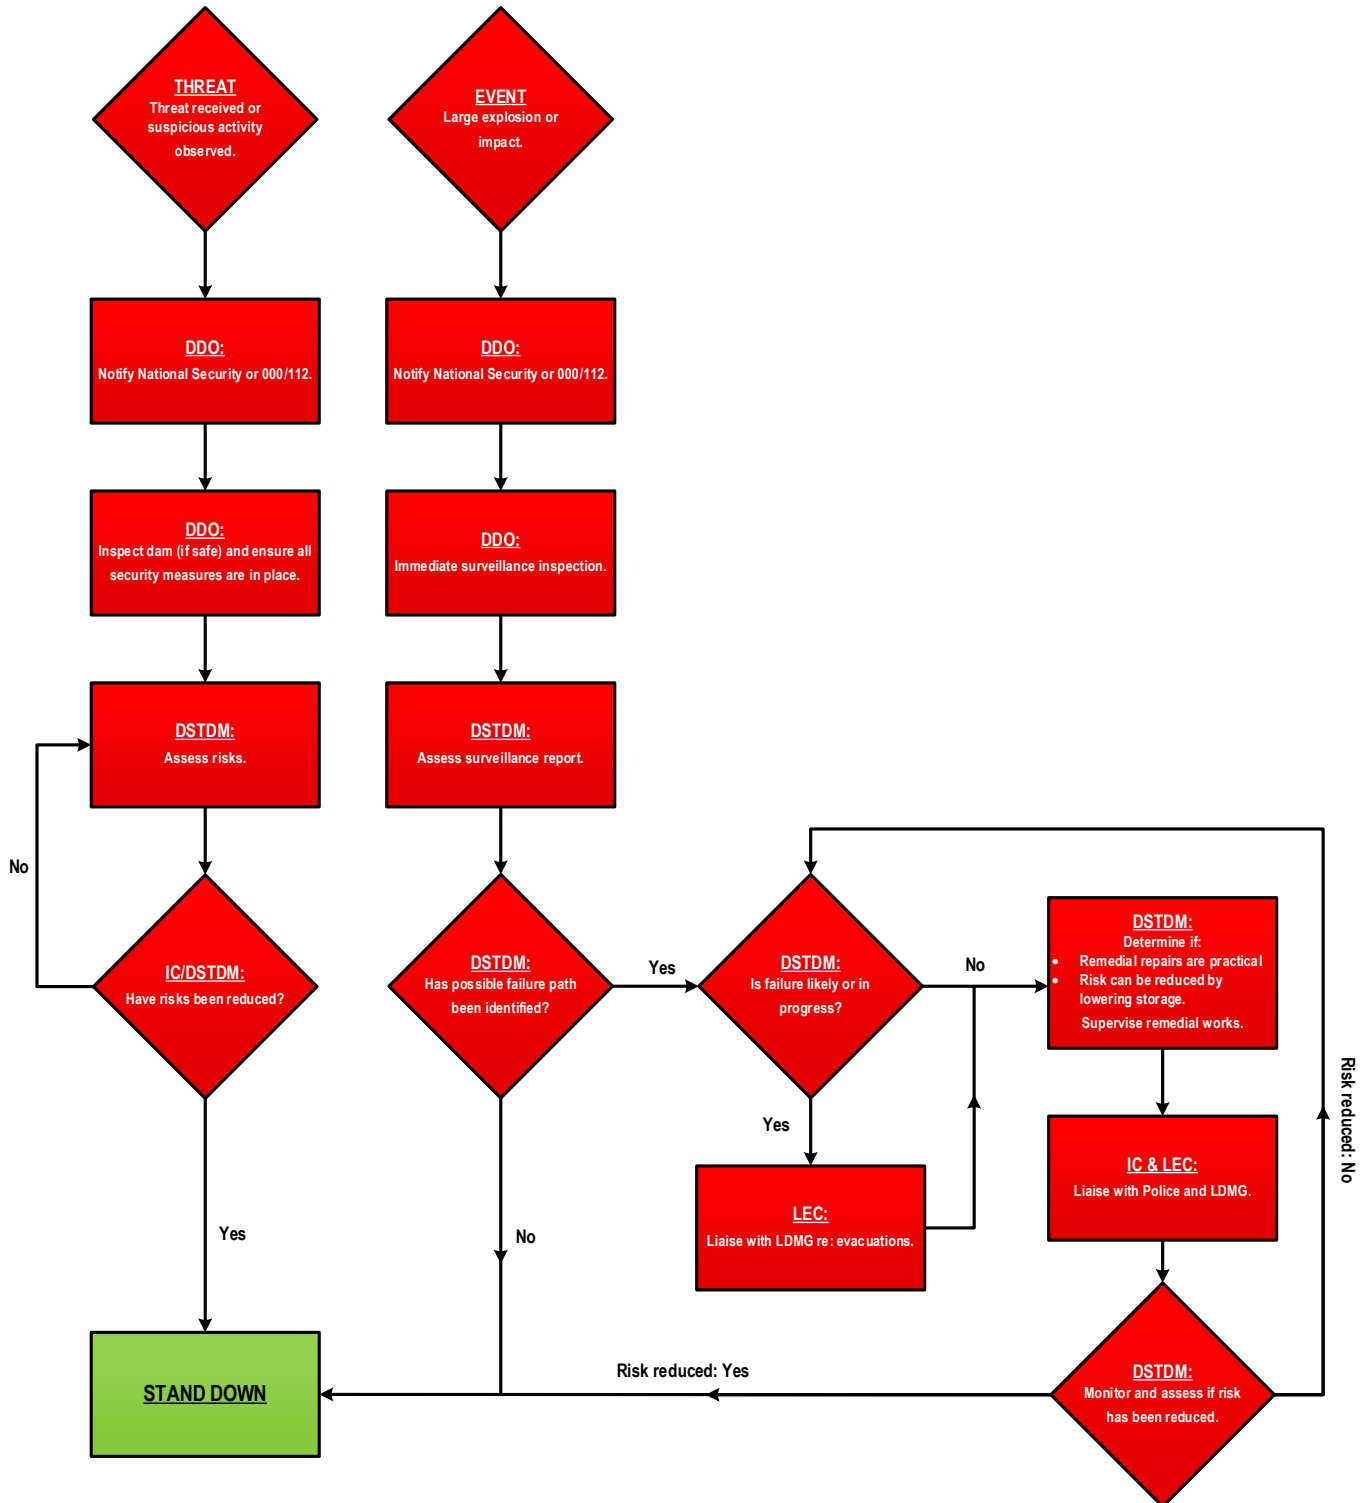 THREAT
Threat received or
suspicious activity
observed.
EVENT
Large explosion or
impact.
DDO:
Notify National Security or 000/112.
DDO:
Notify National Security or 000/112.
DDO:
Inspect dam (if safe) and ensure all
security measures are in place.
DDO:
Immediate surveillance inspection.
DSTDM:
Assess risks.
DSTDM:
Assess surveillance report.
No
IC/DSTDM:
Have risks been reduced?
DSTDM:
Has possible failure path
been identified?
Yes
DSTDM:
Is failure likely or in
progress?
No
DSTDM:
Determine if:
• Remedial repairs are practical
• Risk can be reduced by
lowering storage.
Supervise remedial works.
Risk reduced: No
Yes
IC & LEC:
Liaise with Police and LDMG.
LEC:
Liaise with LDMG re: evacuations.
Yes
No
Risk reduced: Yes
STAND DOWN
DSTDM:
Monitor and assess if risk
has been reduced.